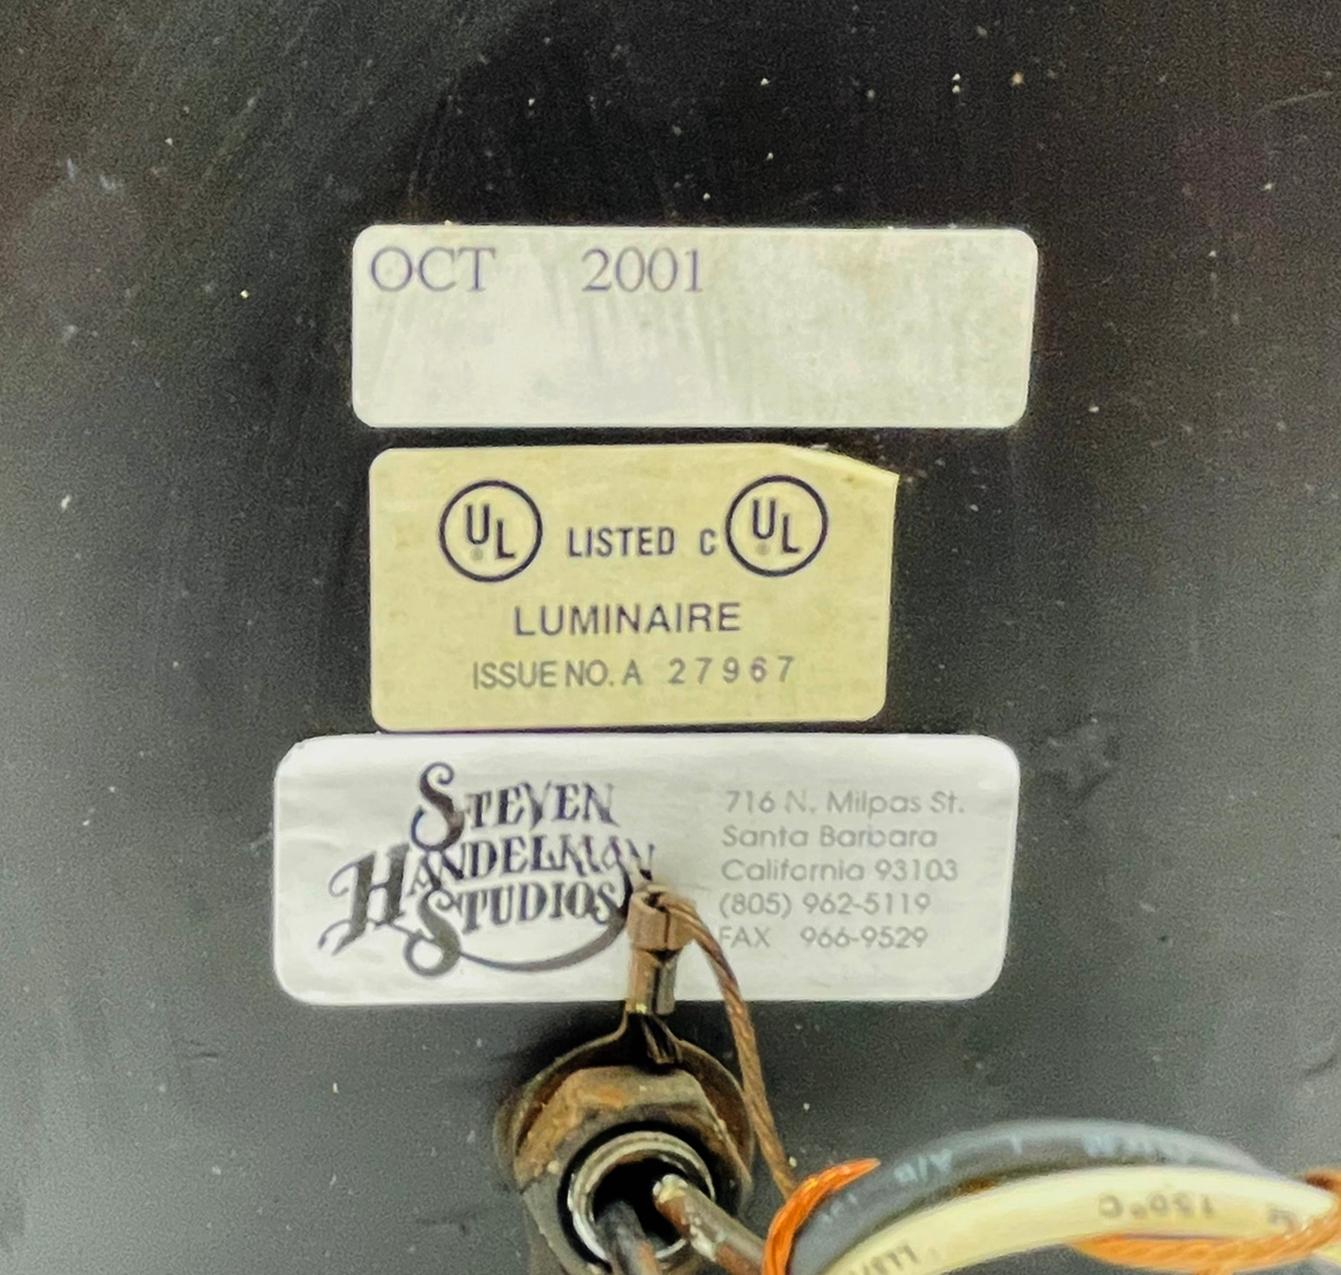 OCT 2001
UL LISTED C UL
LUMINAIRE
ISSUE NO. A 27967
STEVEN
HANDELMAN
STUDIOS
716 N. Milpas St.
Santa Barbara
California 93103
(805) 962-5119
FAX 966-9529